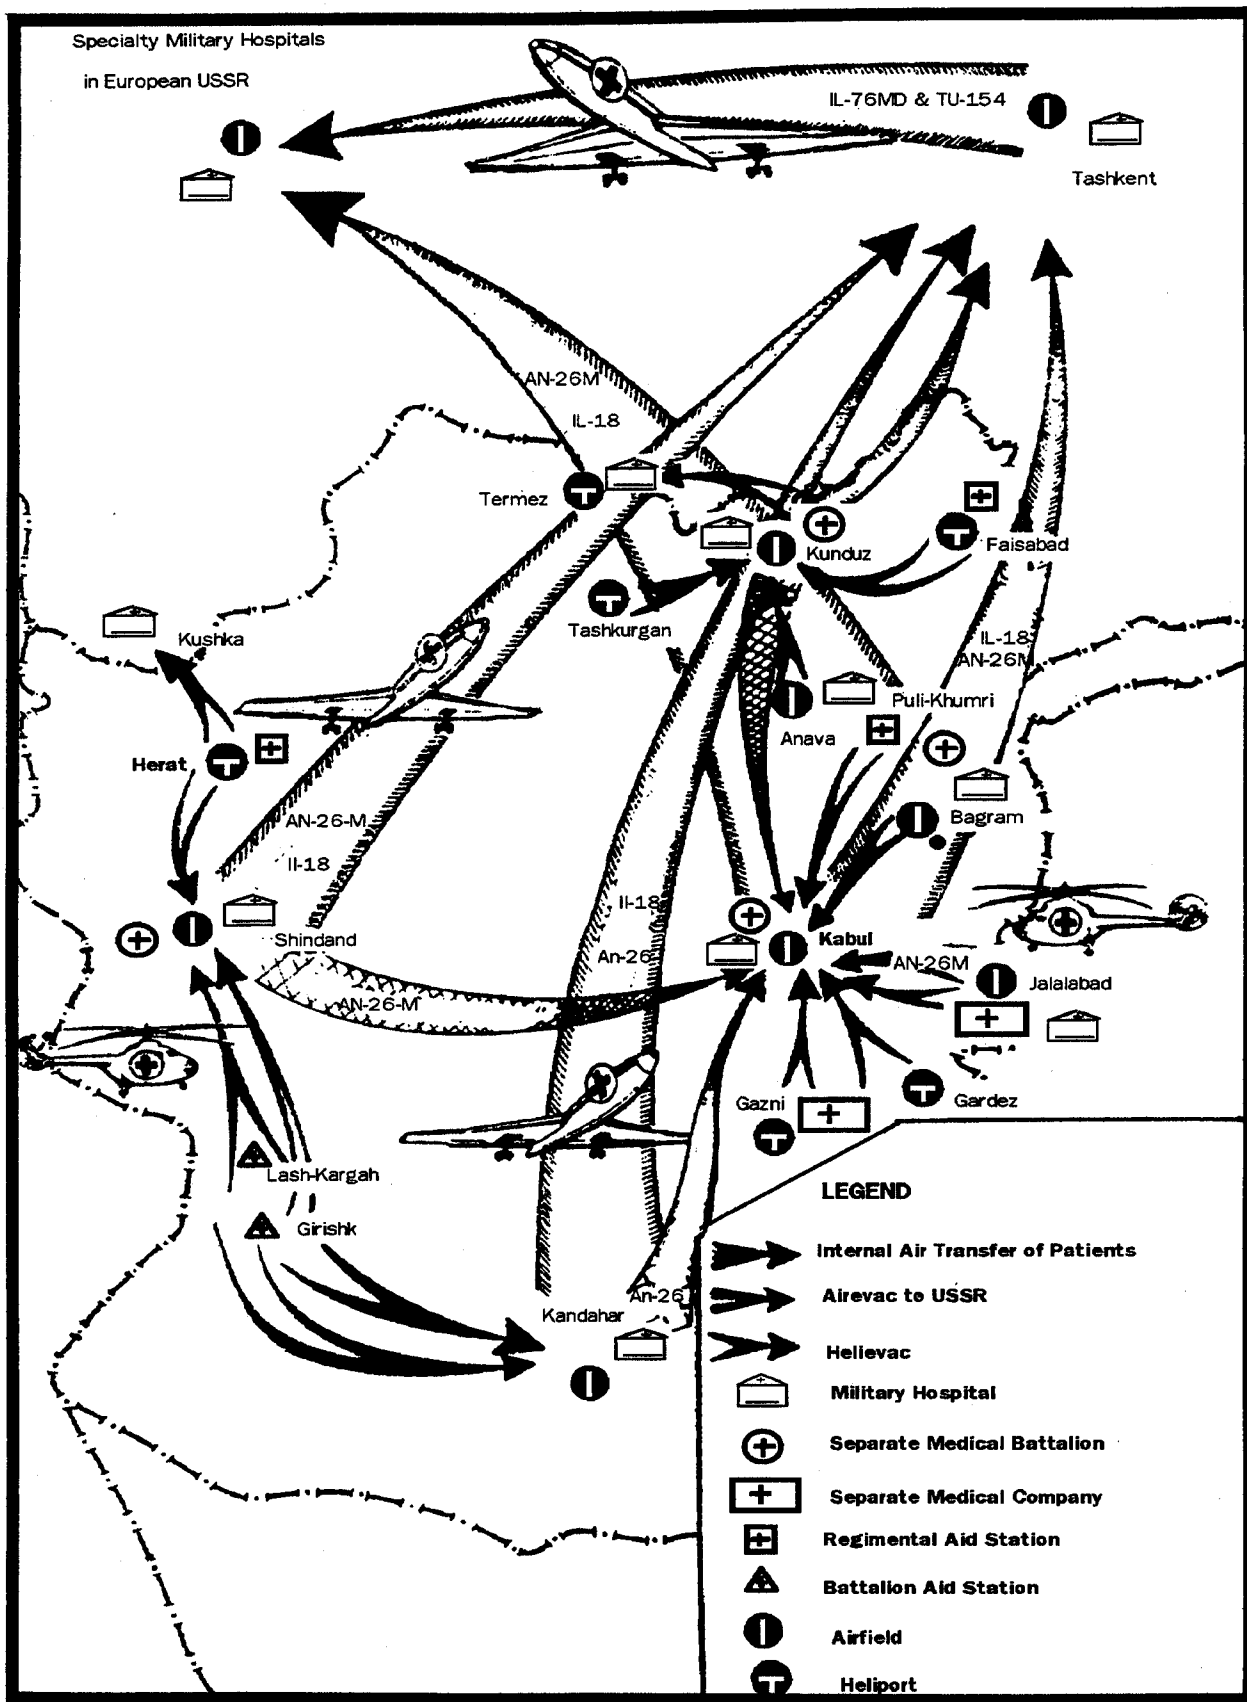 Specialty Military Hospitals
in European USSR
IL-76MD & TU-154
Tashkent
AN-26M
IL-18
Termez
Kunduz
Faisabad
Tashkurgan
Kushka
IL-18
AN-26M
Puli-Khumri
Anava
Herat
Bagram
AN-26-M
Il-18
Il-18
Shindand
Kabul
An-26
AN-26M
Jalalabad
AN-26-M
Gazni
Gardez
Lash-Kargah
Girishk
Kandahar
An-26
LEGEND
Internal Air Transfer of Patients
Airevac to USSR
Helievac
Military Hospital
Separate Medical Battalion
Separate Medical Company
Regimental Aid Station
Battalion Aid Station
Airfield
Heliport